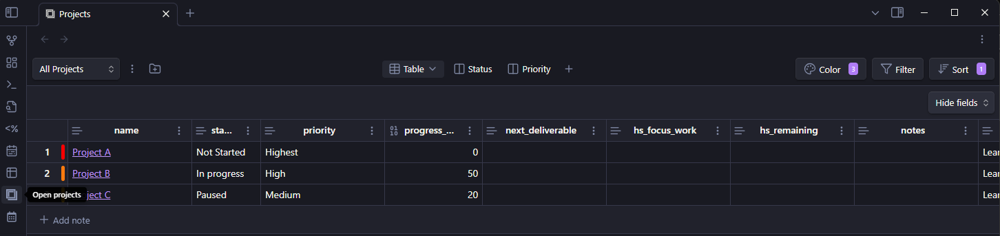 Projects
All Projects
Table
Status
Priority
Color 3
Filter
Sort 1
Hide fields
name sta... priority progress_... next_deliverable hs_focus_work hs_remaining notes
1 Project A Not Started Highest 0 Lear
2 Project B In progress High 50 Lear
ject C Paused Medium 20 Lear
Open projects
Add note